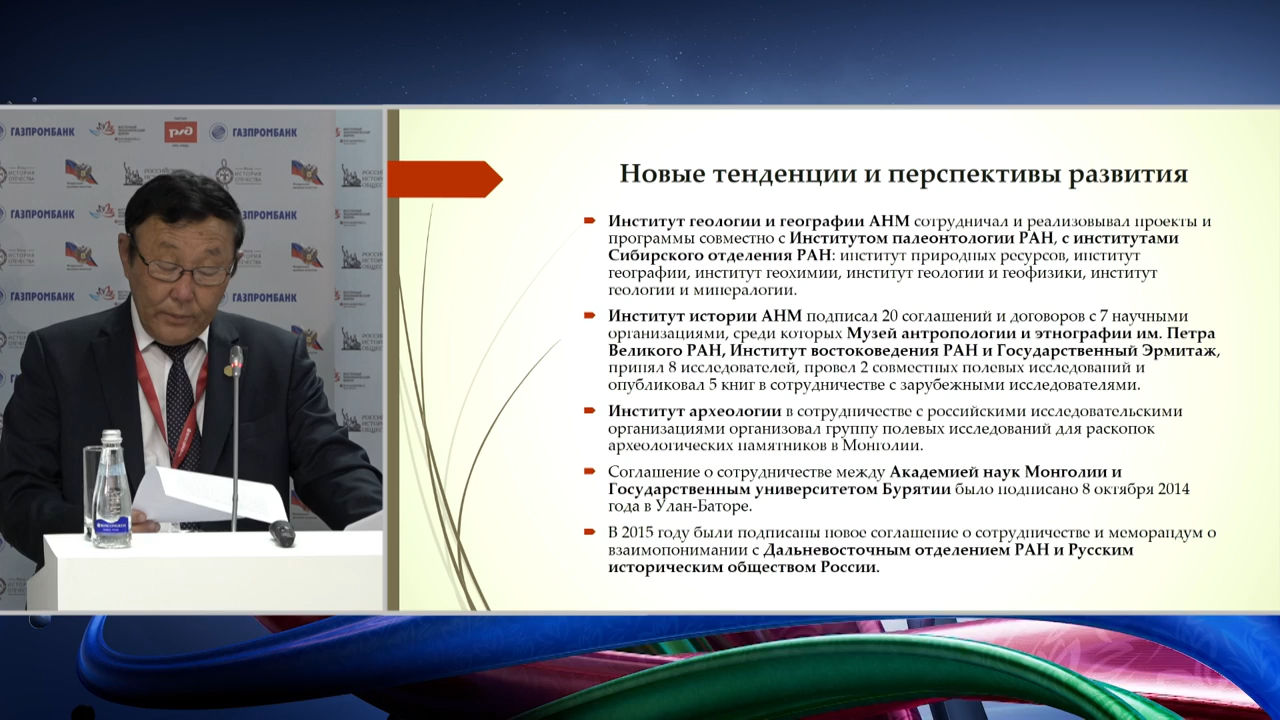 ГАЗПРОМБАНК
РЖД
ГАЗПРОМБАНК
ИСТОРИЯ
ОТЕЧЕСТВА
ГАЗПРОМБАНК
ГАЗПРОМБАНК
ГАЗПРОМБАНК
ГАЗПРОМБАНК
Новые тенденции и перспективы развития
Институт геологии и географии АНМ сотрудничал и реализовывал проекты и
программы совместно с Институтом палеонтологии РАН, с институтами
Сибирского отделения РАН: институт природных ресурсов, институт
географии, институт геохимии, институт геологии и геофизики, институт
геологии и минералогии.
Институт истории АНМ подписал 20 соглашений и договоров с 7 научными
организациями, среди которых Музей антропологии и этнографии им. Петра
Великого РАН, Институт востоковедения РАН и Государственный Эрмитаж,
принял 8 исследователей, провел 2 совместных полевых исследований и
опубликовал 5 книг в сотрудничестве с зарубежными исследователями.
Институт археологии в сотрудничестве с российскими исследовательскими
организациями организовал группу полевых исследований для раскопок
археологических памятников в Монголии.
Соглашение о сотрудничестве между Академией наук Монголии и
Государственным университетом Бурятии было подписано 8 октября 2014
года в Улан-Баторе.
В 2015 году были подписаны новое соглашение о сотрудничестве и меморандум о
взаимопонимании с Дальневосточным отделением РАН и Русским
историческим обществом России.